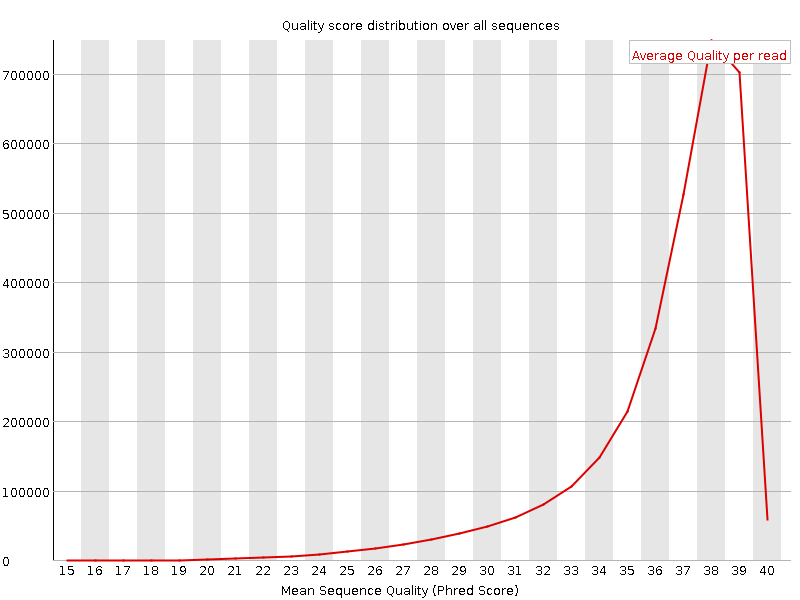 Quality score distribution over all sequences
Average Quality per read
700000
600000
500000
400000
300000
200000
100000
0
15 16 17 18 19 20 21 22 23 24 25 26 27 28 29 30 31 32 33 34 35 36 37 38 39 40
Mean Sequence Quality (Phred Score)